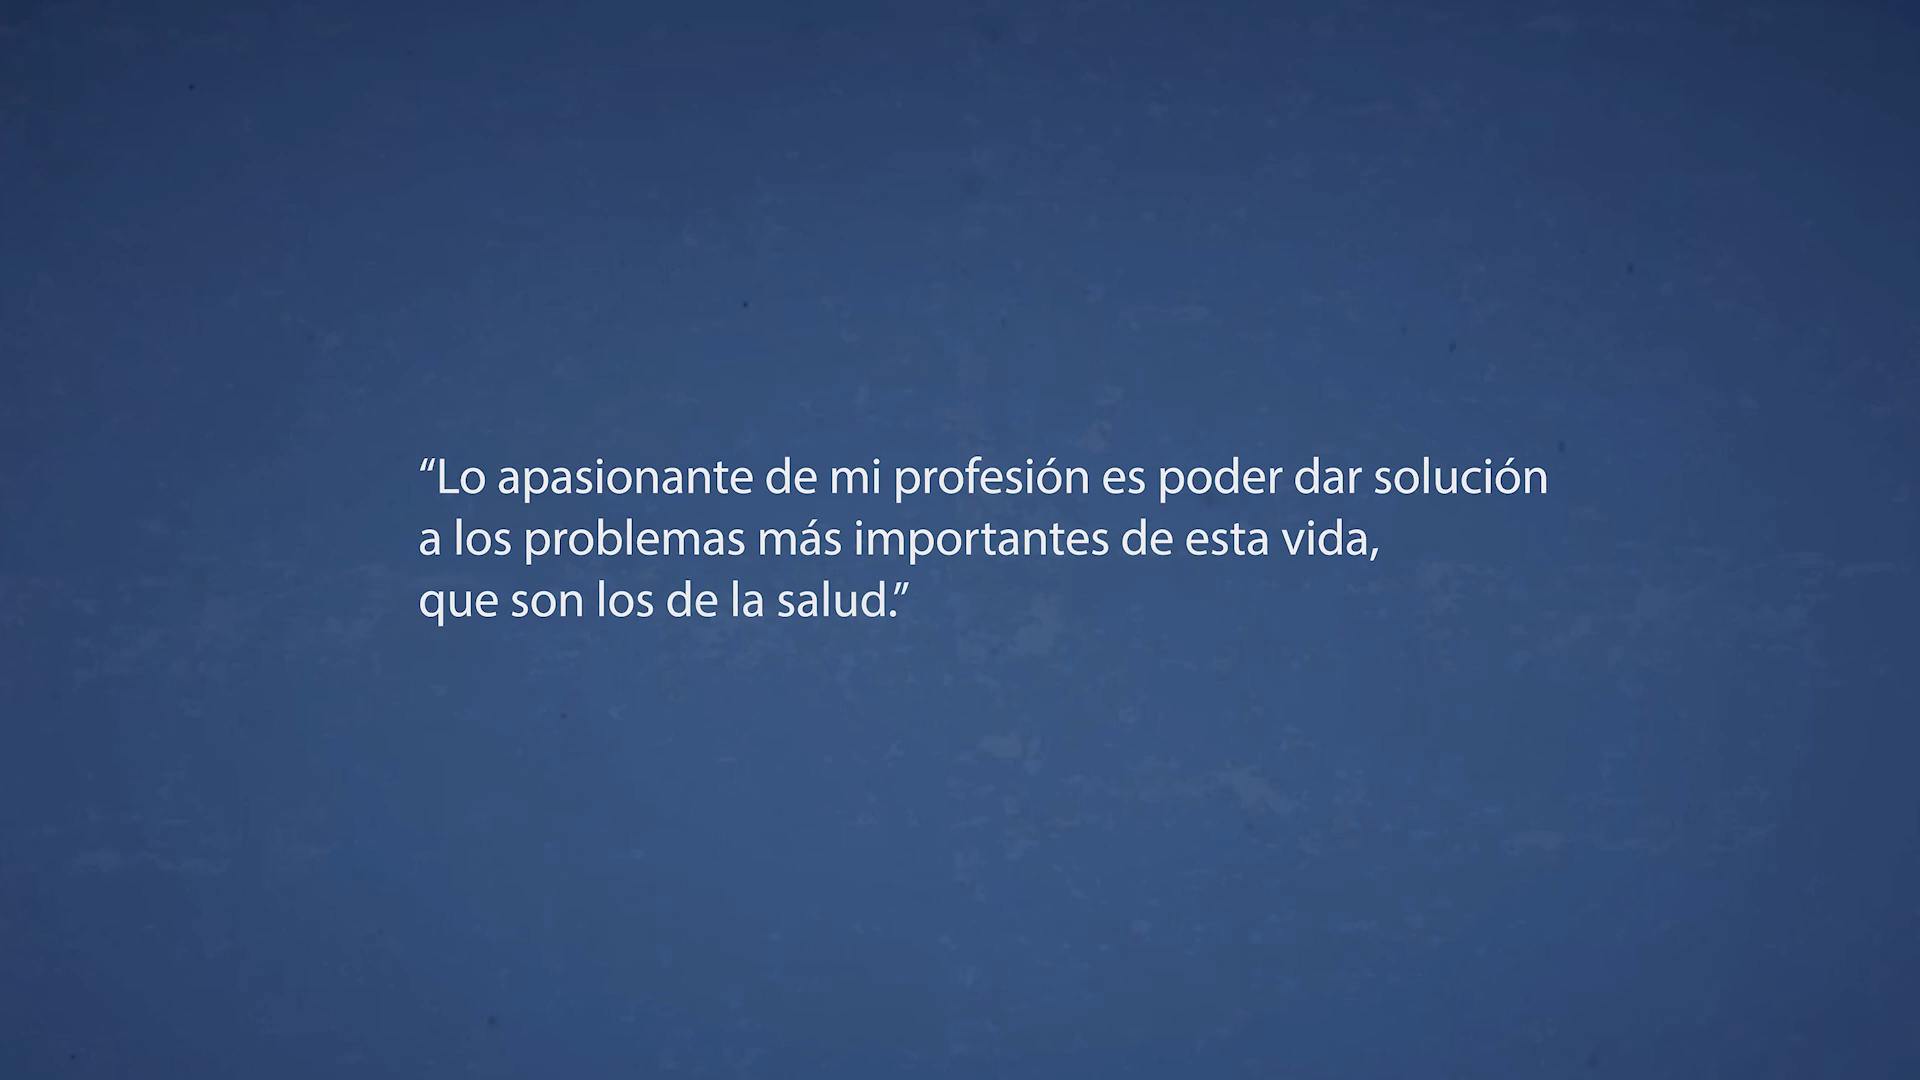 “Lo apasionante de mi profesión es poder dar solución
a los problemas más importantes de esta vida,
que son los de la salud.”